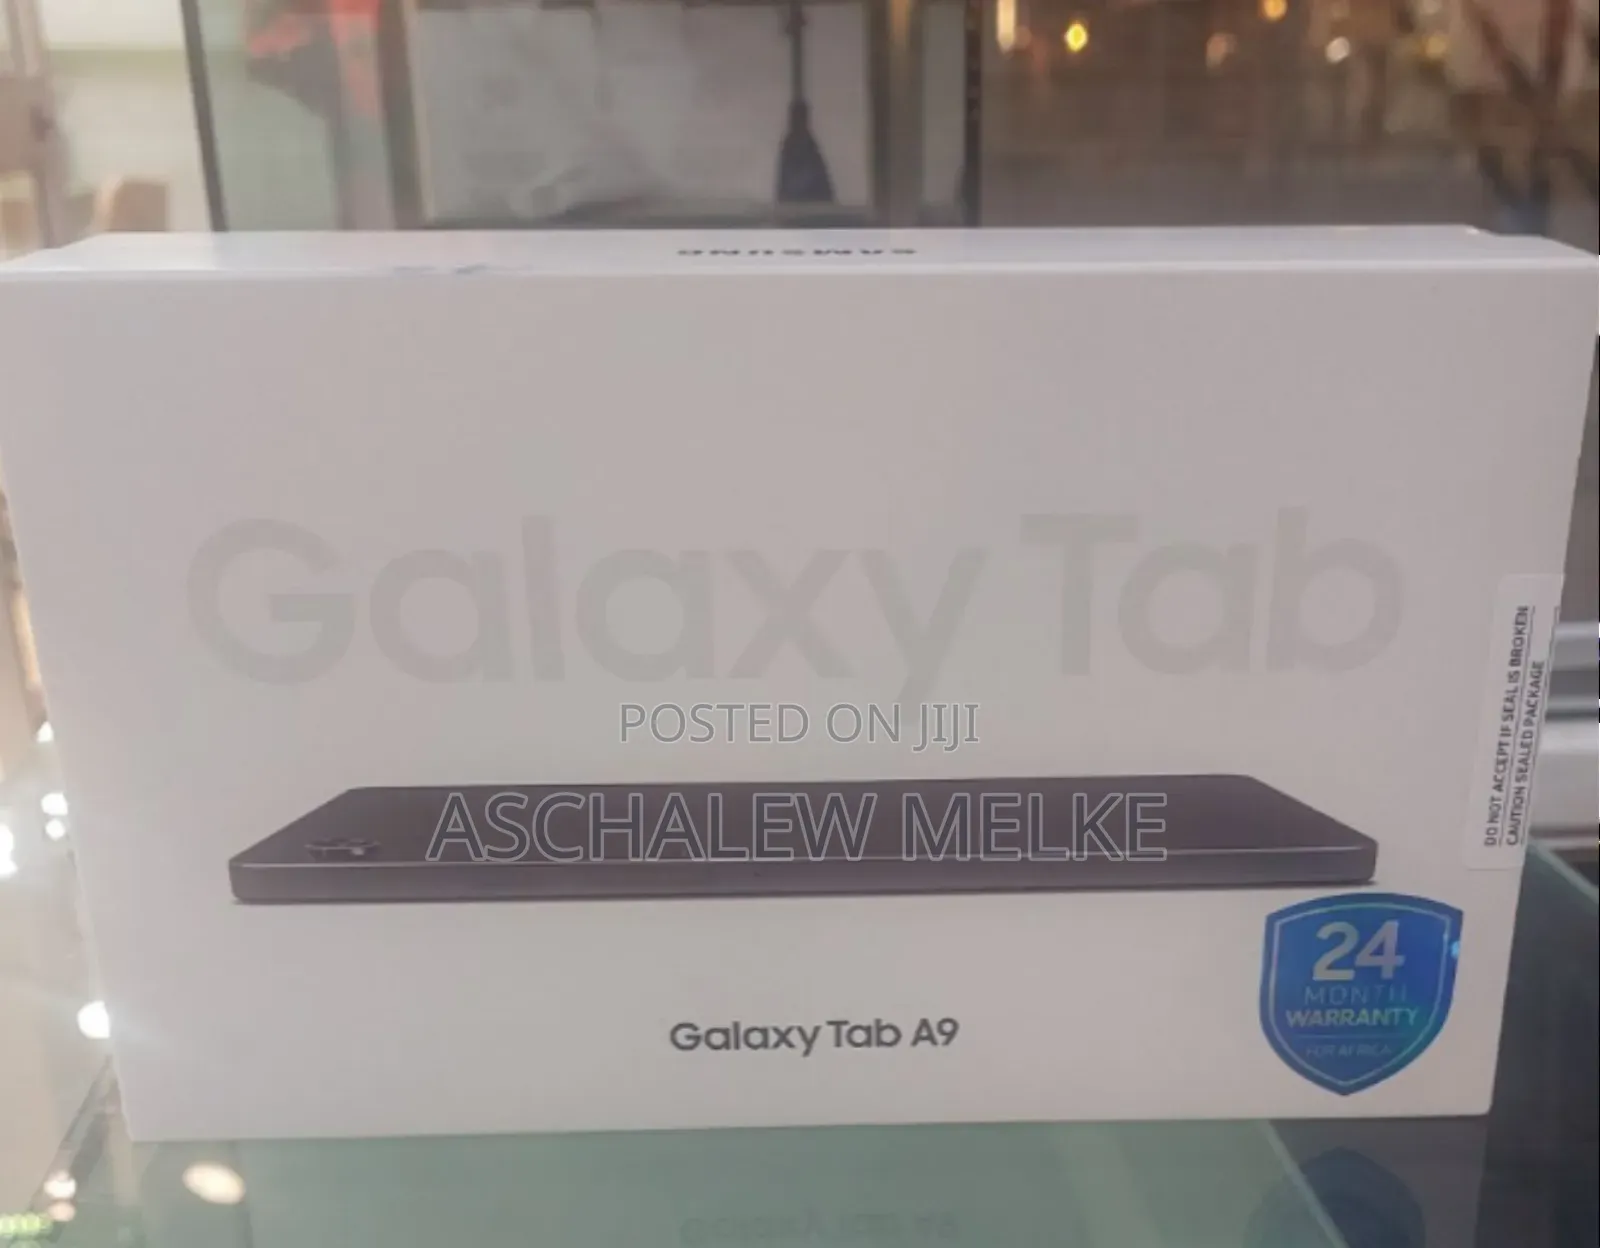 SAMSUNG
Galaxy Tab
POSTED ON JIJI
ASCHALEW MELKE
DO NOT ACCEPT IF SEAL IS BROKEN
CAUTION SEALED PACKAGE
24
MONTH
WARRANTY
FOR AFRICA
Galaxy Tab A9